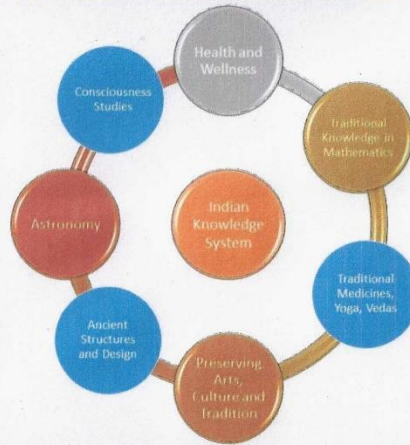 Health and
Wellness
Traditional
Knowledge in
Mathematics
Traditional
Medicines,
Yoga, Vedas
Preserving
Arts,
Culture and
Tradition
Ancient
Structures
and Design
Astronomy
Consciousness
Studies
Indian
Knowledge
System